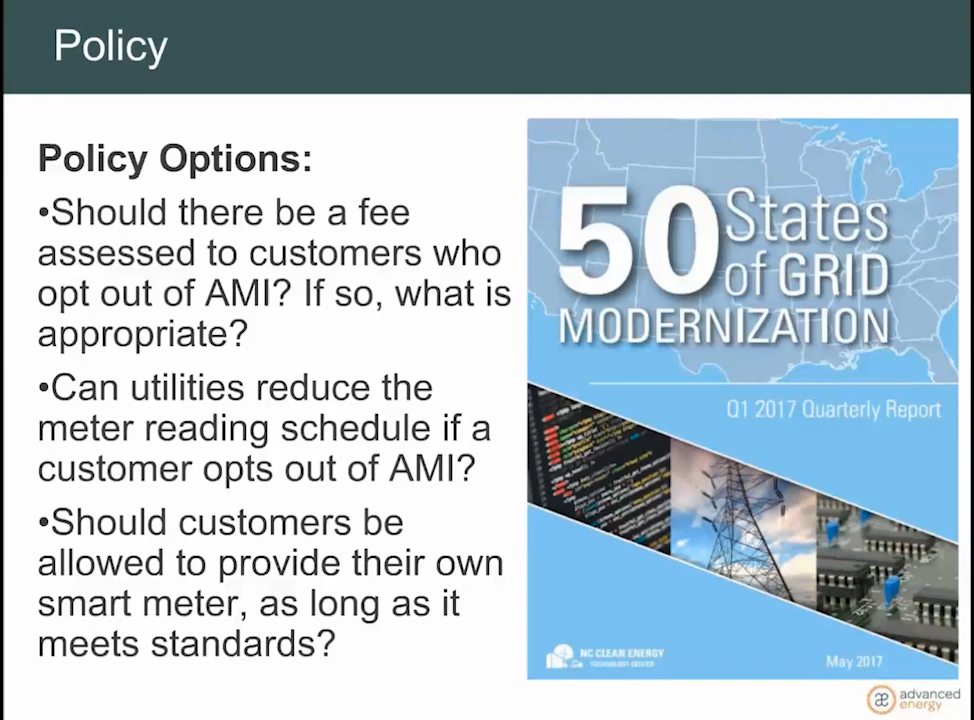 Policy
Policy Options:
•Should there be a fee
assessed to customers who
opt out of AMI? If so, what is
appropriate?
•Can utilities reduce the
meter reading schedule if a
customer opts out of AMI?
•Should customers be
allowed to provide their own
smart meter, as long as it
meets standards?
50 States
of GRID
MODERNIZATION
Q1 2017 Quarterly Report
NC CLEAN ENERGY
TECHNOLOGY CENTER
May 2017
æ advanced
energy